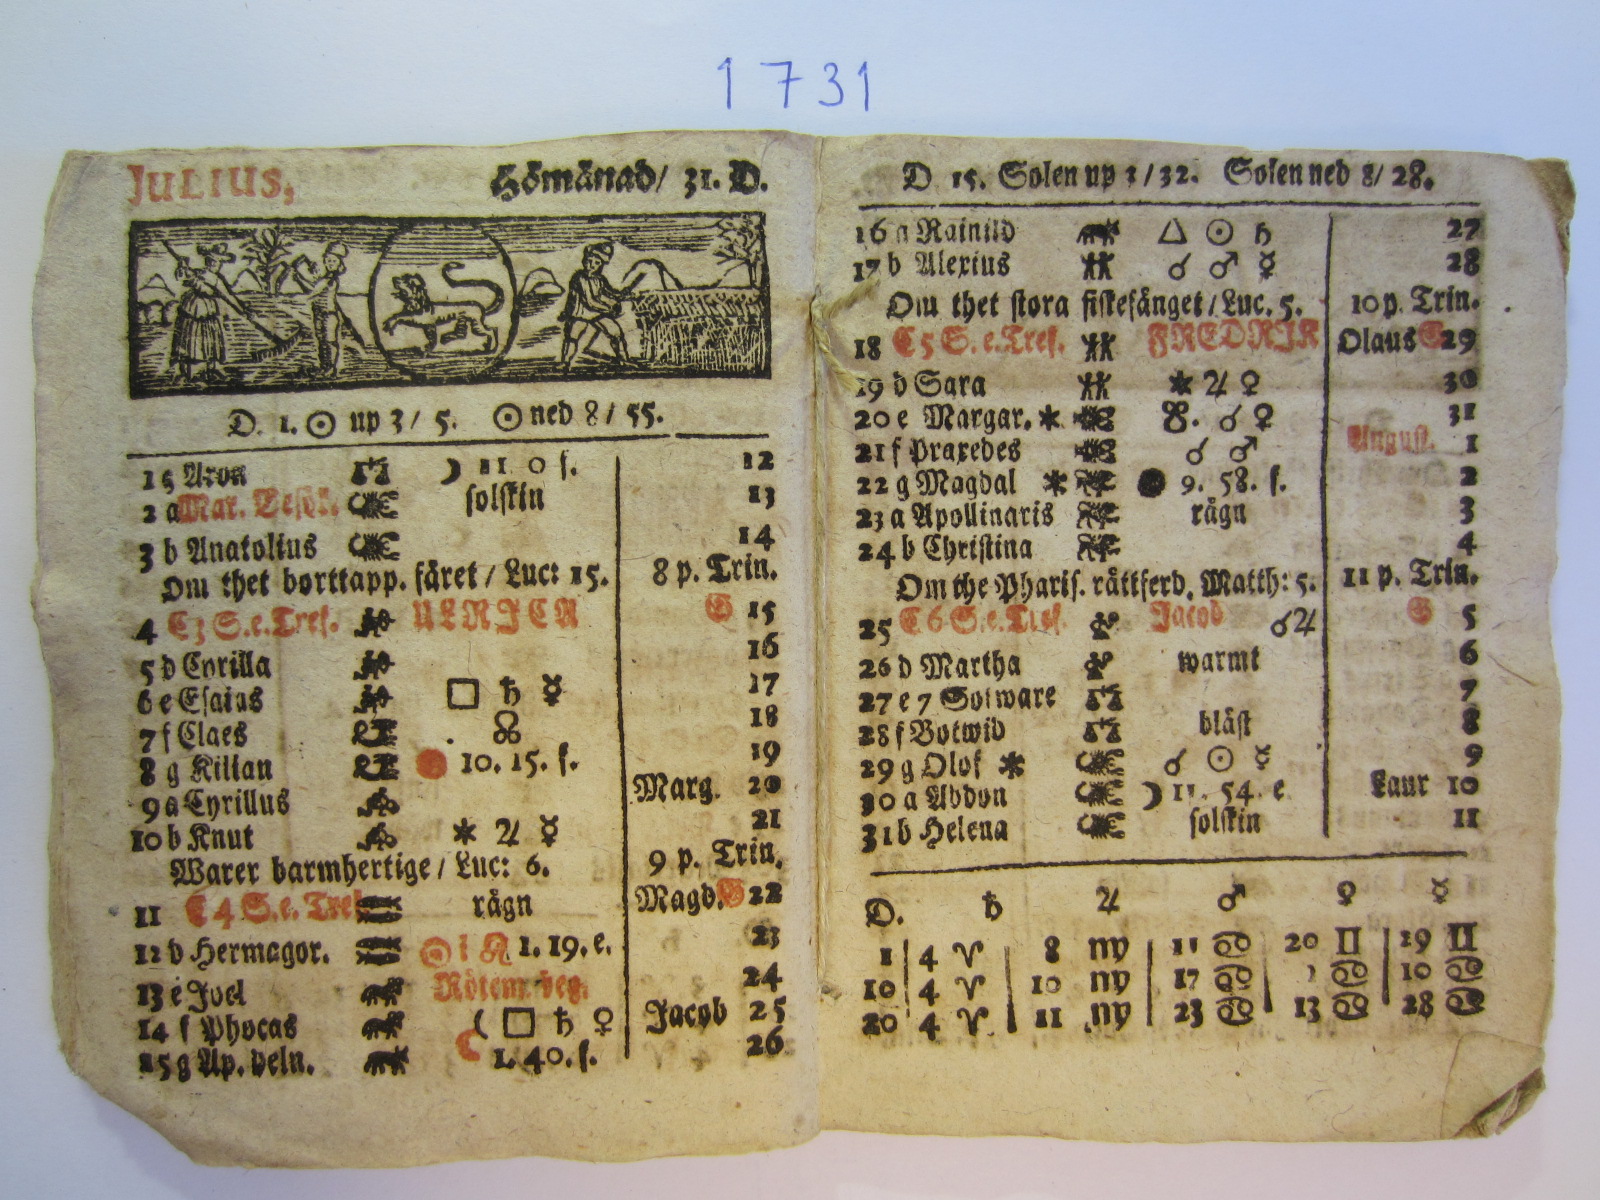 1731
JULIUS, Hömånad/ 31. D.
D. 1. ☉ up 3/ 5. ☉ ned 8/ 55.
1 g Aron ☽ 11. 0 f. 12
2 a Mar. Besök. solskin 13
3 b Anatolius 14
Om thet borttapp. fåret/ Luc: 15. 8 p. Trin.
4 C 3 S. e. Tref. ULRICA G 15
5 d Cyrilla 16
6 e Esaias □ ♄ ☿ 17
7 f Claes ☊ 18
8 g Kilian 10. 15. f. 19
9 a Cyrillus Marg. 20
10 b Knut ⚹ ♃ ☿ 21
Warer barmhertige/ Luc: 6. 9 p. Trin.
11 C 4 S. e. Tref. rågn Magd. G 22
12 d Hermagor. ☉ i ♌ 1. 19. e. 23
13 e Joel Rötem. beg. 24
14 f Phocas □ ♄ ♀ Jacob 25
15 g Ap. deln. ☾ 1. 40. f. 26
D 15. Solen up 3/ 32. Solen ned 8/ 28.
16 a Rainild △ ☉ ♄ 27
17 b Alexius ☌ ♂ ☿ 28
Om thet stora fiskefånget/ Luc. 5. 10 p. Trin.
18 C 5 S. e. Tref. FREDRIK Olaus G 29
19 d Sara ⚹ ♃ ♀ 30
20 e Margar. * ☋. ☌ ♀ 31
21 f Praxedes ☌ ♂ August. 1
22 g Magdal * ● 9. 58. f. 2
23 a Apollinaris rågn 3
24 b Christina 4
Om the Pharis. råttferd. Matth: 5. 11 p. Trin.
25 C 6 S. e. Tref. Jacob ☌ ♃ G 5
26 d Martha warmt 6
27 e 7 Sofware 7
28 f Botwid blåst 8
29 g Olof * ☌ ☉ ☿ 9
30 a Abdon ☽ 11. 54. e Laur 10
31 b Helena solskin 11
D. ♄ ♃ ♂ ♀ ☿
1 4 ♈ 8 ♍ 11 ♋ 20 ♊ 19 ♊
10 4 ♈ 10 ♍ 17 ♋ ♋ 10 ♋
20 4 ♈ 11 ♍ 23 ♋ 13 ♋ 28 ♋